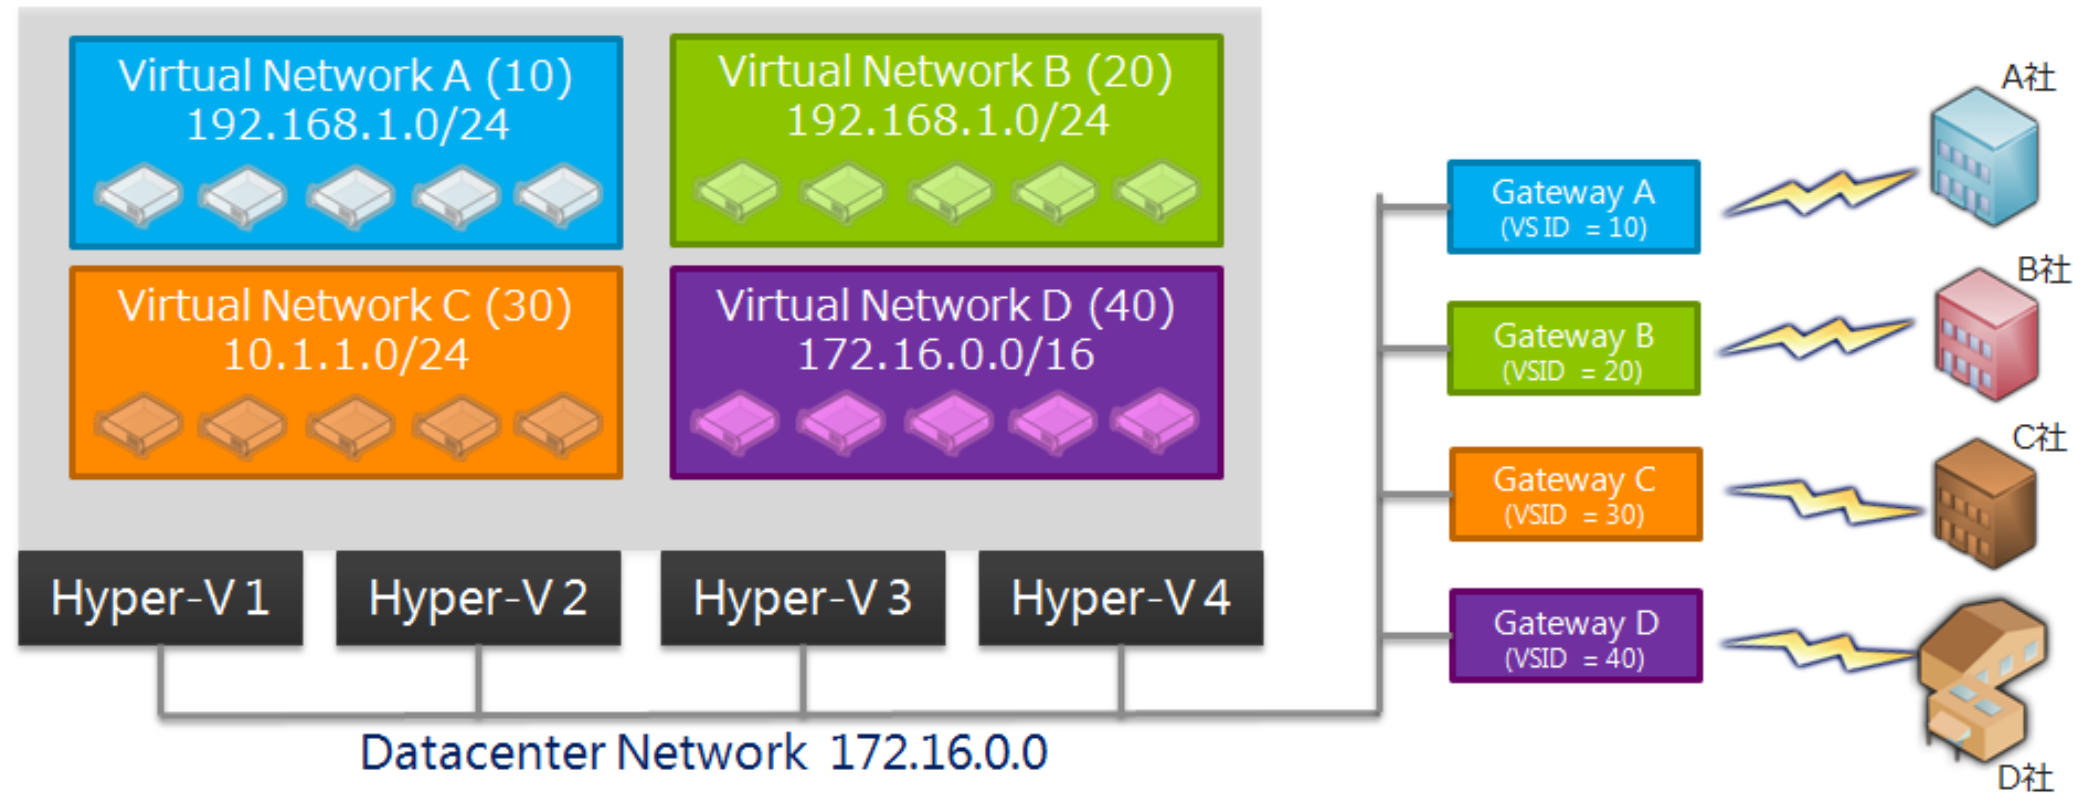 Virtual Network A (10)
192.168.1.0/24
Virtual Network B (20)
192.168.1.0/24
Virtual Network C (30)
10.1.1.0/24
Virtual Network D (40)
172.16.0.0/16
Hyper-V 1
Hyper-V 2
Hyper-V 3
Hyper-V 4
Datacenter Network 172.16.0.0
Gateway A
(VS ID = 10)
Gateway B
(VSID = 20)
Gateway C
(VSID = 30)
Gateway D
(VSID = 40)
A社
B社
C社
D社